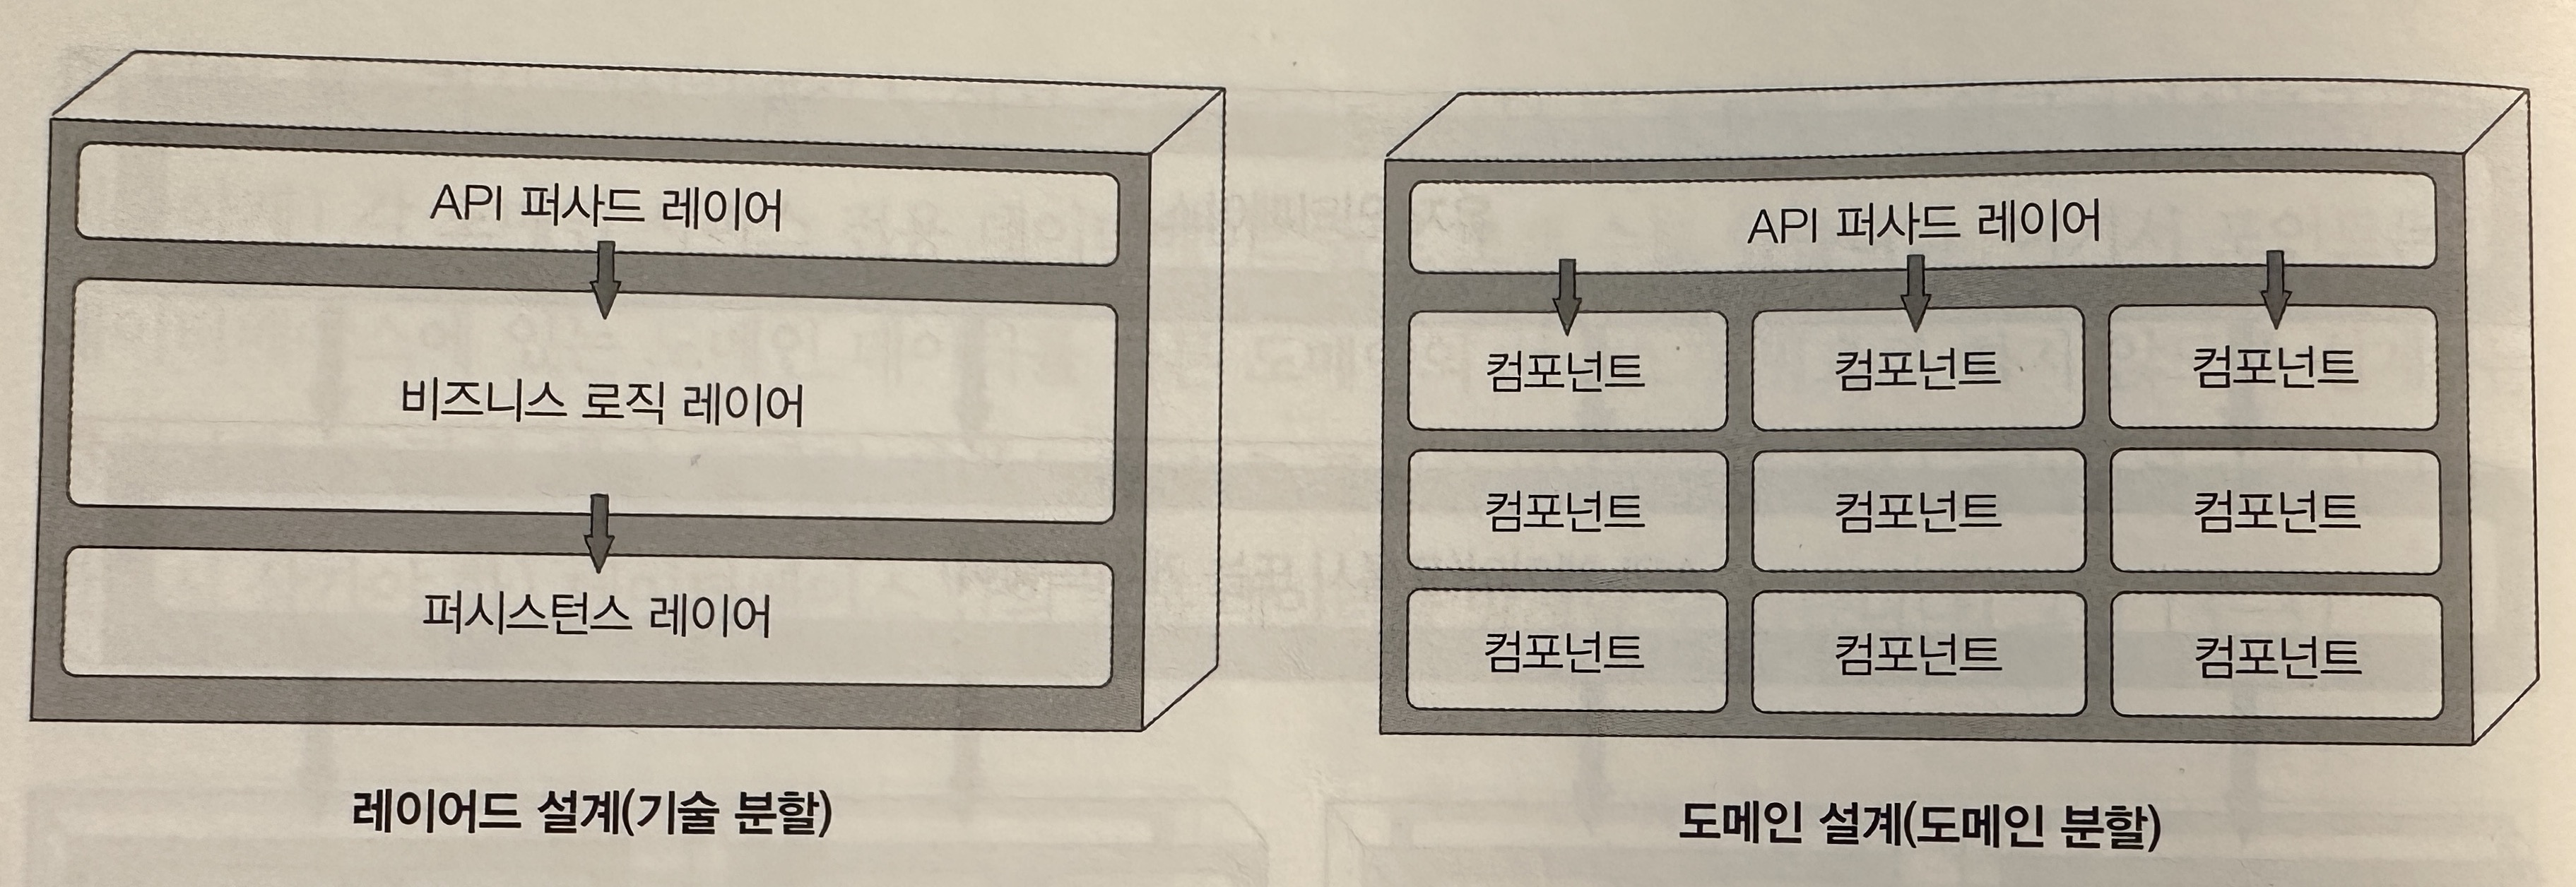 API 퍼사드 레이어
비즈니스 로직 레이어
퍼시스턴스 레이어
레이어드 설계(기술 분할)
API 퍼사드 레이어
컴포넌트 컴포넌트 컴포넌트
컴포넌트 컴포넌트 컴포넌트
컴포넌트 컴포넌트 컴포넌트
도메인 설계(도메인 분할)